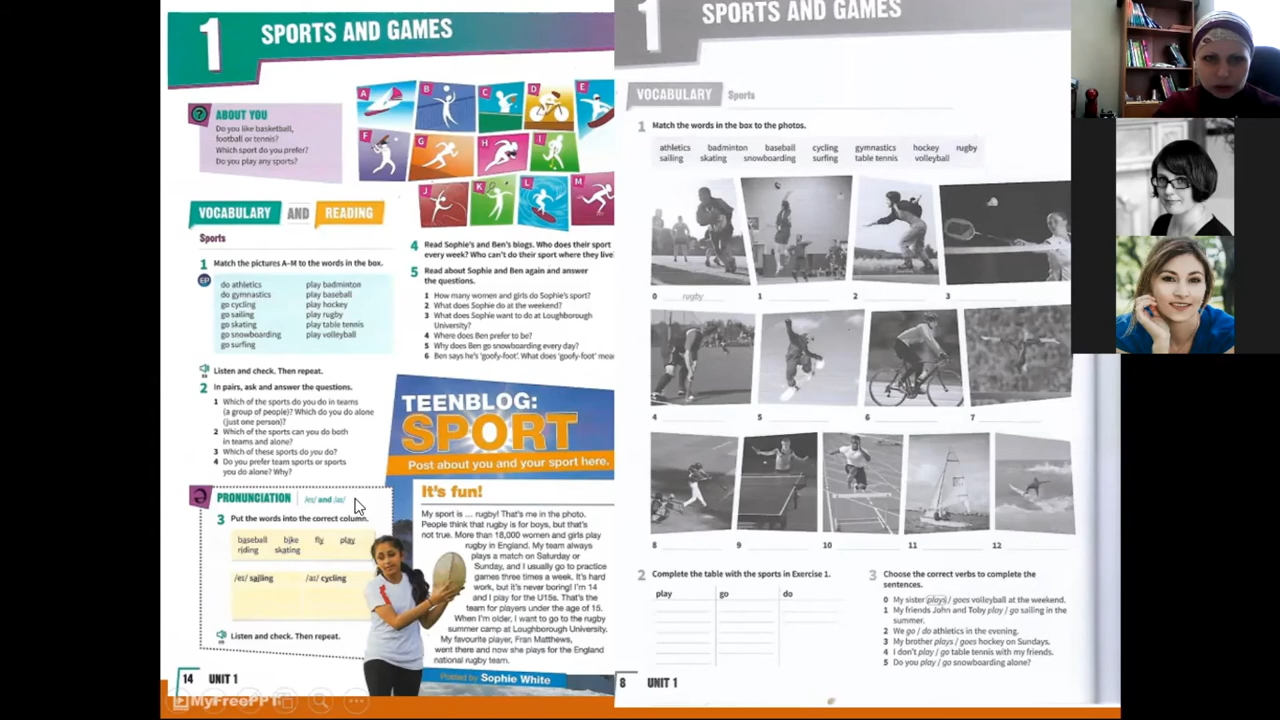 1
SPORTS AND GAMES
? ABOUT YOU
Do you like basketball,
football or tennis?
Which sport do you prefer?
Do you play any sports?
A
B
C
D
E
F
G
H
I
J
K
L
M
VOCABULARY AND READING
Sports
1 Match the pictures A–M to the words in the box.
EP
do athletics play badminton
do gymnastics play baseball
go cycling play hockey
go sailing play rugby
go skating play table tennis
go snowboarding play volleyball
go surfing
Listen and check. Then repeat.
2 In pairs, ask and answer the questions.
1 Which of the sports do you do in teams
(a group of people)? Which do you do alone
(just one person)?
2 Which of the sports can you do both
in teams and alone?
3 Which of these sports do you do?
4 Do you prefer team sports or sports
you do alone? Why?
PRONUNCIATION /eɪ/ and /aɪ/
3 Put the words into the correct column.
baseball bike fly play
riding skating
/eɪ/ sailing /aɪ/ cycling
Listen and check. Then repeat.
14 UNIT 1
MyFreePPT
4 Read Sophie's and Ben's blogs. Who does their sport
every week? Who can't do their sport where they live
5 Read about Sophie and Ben again and answer
the questions.
1 How many women and girls do Sophie's sport?
2 What does Sophie do at the weekend?
3 What does Sophie want to do at Loughborough
University?
4 Where does Ben prefer to be?
5 Why does Ben go snowboarding every day?
6 Ben says he's 'goofy-foot'. What does 'goofy-foot' mea
TEENBLOG:
SPORT
Post about you and your sport here.
It's fun!
My sport is ... rugby! That's me in the photo.
People think that rugby is for boys, but that's
not true. More than 18,000 women and girls play
rugby in England. My team always
plays a match on Saturday or
Sunday, and I usually go to practice
games three times a week. It's hard
work, but it's never boring! I'm 14
and I play for the U15s. That's the
team for players under the age of 15.
When I'm older, I want to go to the rugby
summer camp at Loughborough University.
My favourite player, Fran Matthews,
went there and now she plays for the England
national rugby team.
Posted by Sophie White
1
SPORTS AND GAMES
VOCABULARY Sports
1 Match the words in the box to the photos.
athletics badminton baseball cycling gymnastics hockey rugby
sailing skating snowboarding surfing table tennis volleyball
0 rugby 1 2 3
4 5 6 7
8 9 10 11 12
2 Complete the table with the sports in Exercise 1.
play go do
3 Choose the correct verbs to complete the
sentences.
0 My sister plays / goes volleyball at the weekend.
1 My friends John and Toby play / go sailing in the
summer.
2 We go / do athletics in the evening.
3 My brother plays / goes hockey on Sundays.
4 I don't play / go table tennis with my friends.
5 Do you play / go snowboarding alone?
8 UNIT 1